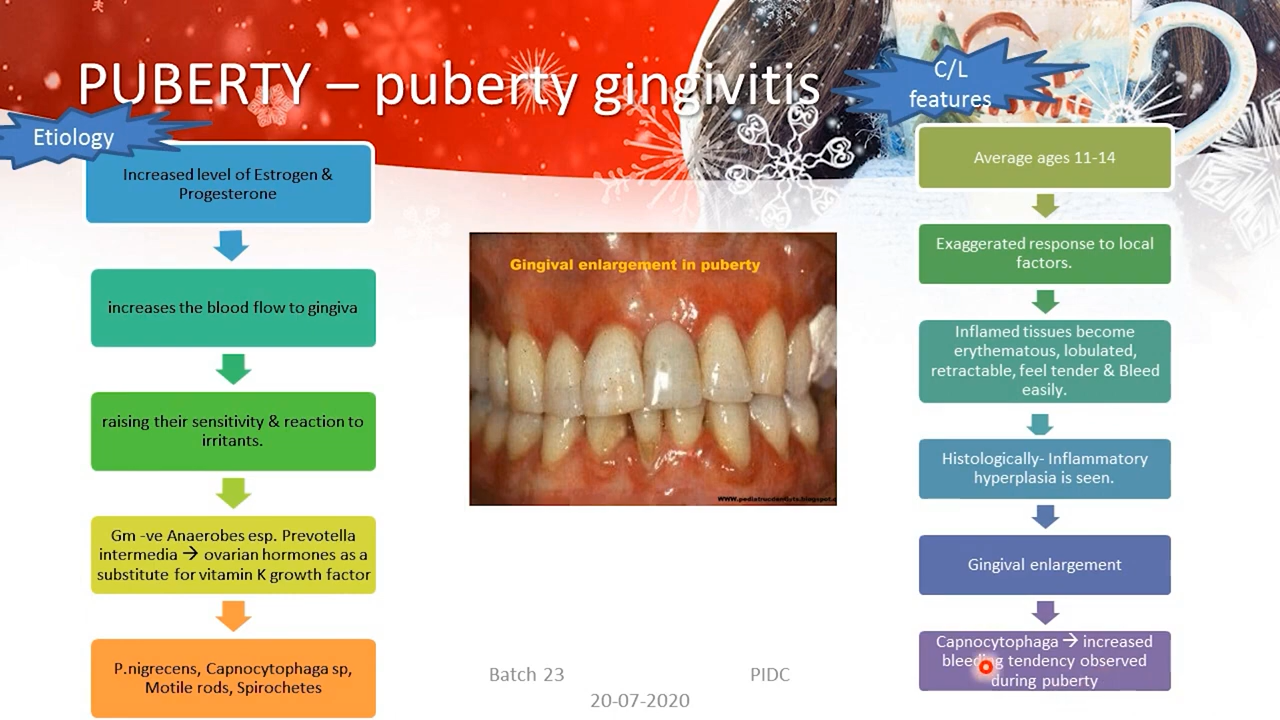 PUBERTY – puberty gingivitis
Etiology
Increased level of Estrogen &
Progesterone
increases the blood flow to gingiva
raising their sensitivity & reaction to
irritants.
Gm -ve Anaerobes esp. Prevotella
intermedia → ovarian hormones as a
substitute for vitamin K growth factor
P.nigrecens, Capnocytophaga sp,
Motile rods, Spirochetes
Gingival enlargement in puberty
www.pediatricdentists.blogspot.c
C/L
features
Average ages 11-14
Exaggerated response to local
factors.
Inflamed tissues become
erythematous, lobulated,
retractable, feel tender & Bleed
easily.
Histologically- Inflammatory
hyperplasia is seen.
Gingival enlargement
Capnocytophaga → increased
bleeding tendency observed
during puberty
Batch 23
PIDC
20-07-2020